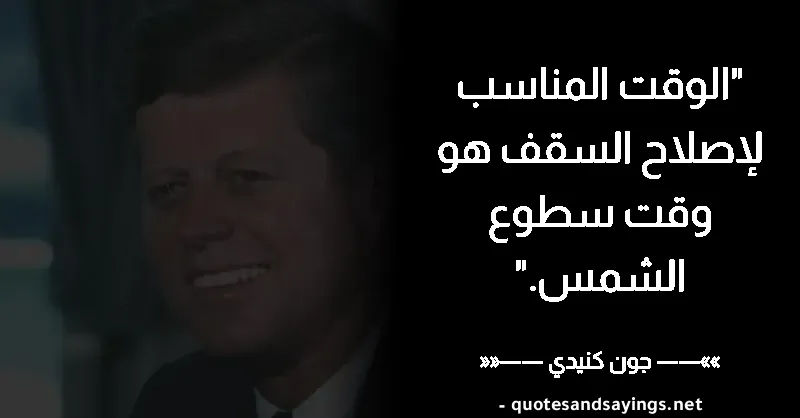 "الوقت المناسب
لإصلاح السقف هو
وقت سطوع
الشمس."
»»——– جون كنيدي ——–««
- quotesandsayings.net